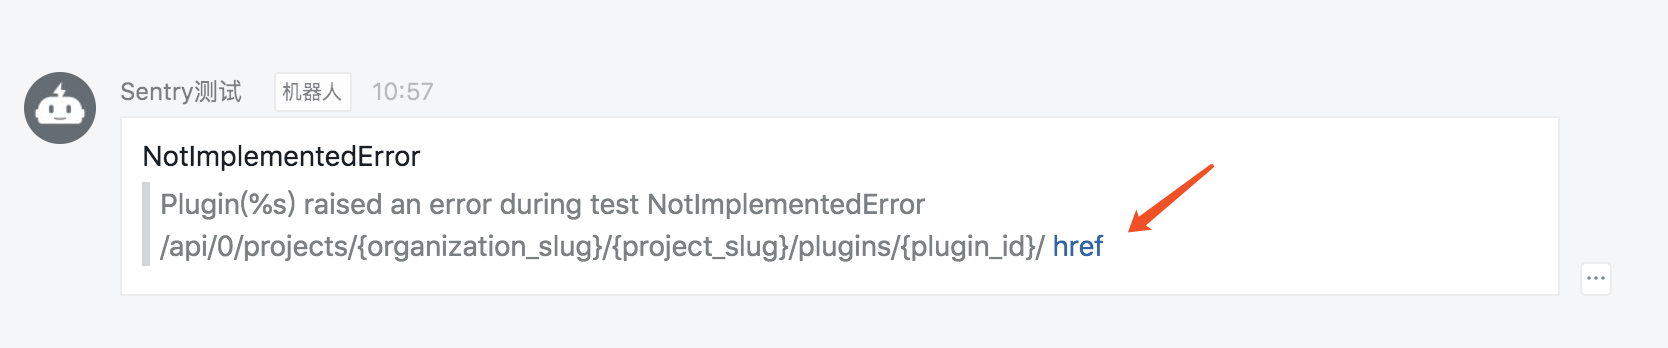 Sentry测试 机器人 10:57
NotImplementedError
Plugin(%s) raised an error during test NotImplementedError
/api/0/projects/{organization_slug}/{project_slug}/plugins/{plugin_id}/ href